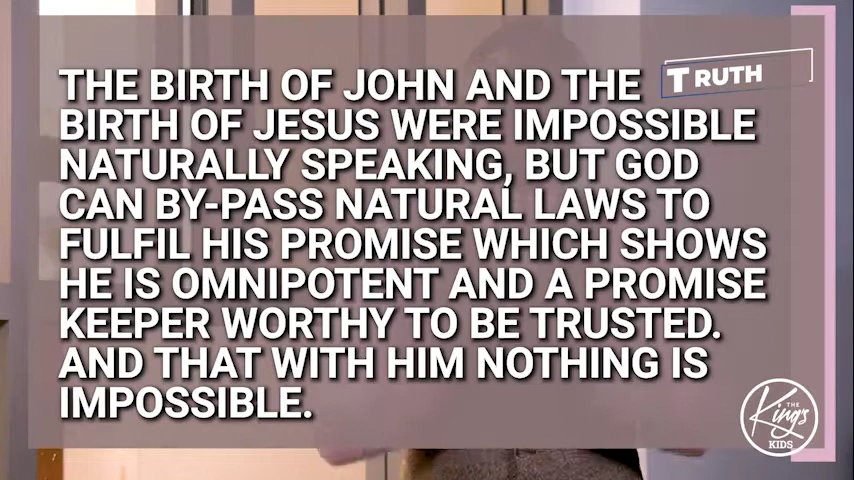 TRUTH
THE BIRTH OF JOHN AND THE
BIRTH OF JESUS WERE IMPOSSIBLE
NATURALLY SPEAKING, BUT GOD
CAN BY-PASS NATURAL LAWS TO
FULFIL HIS PROMISE WHICH SHOWS
HE IS OMNIPOTENT AND A PROMISE
KEEPER WORTHY TO BE TRUSTED.
AND THAT WITH HIM NOTHING IS
IMPOSSIBLE.
THE
King's
KIDS